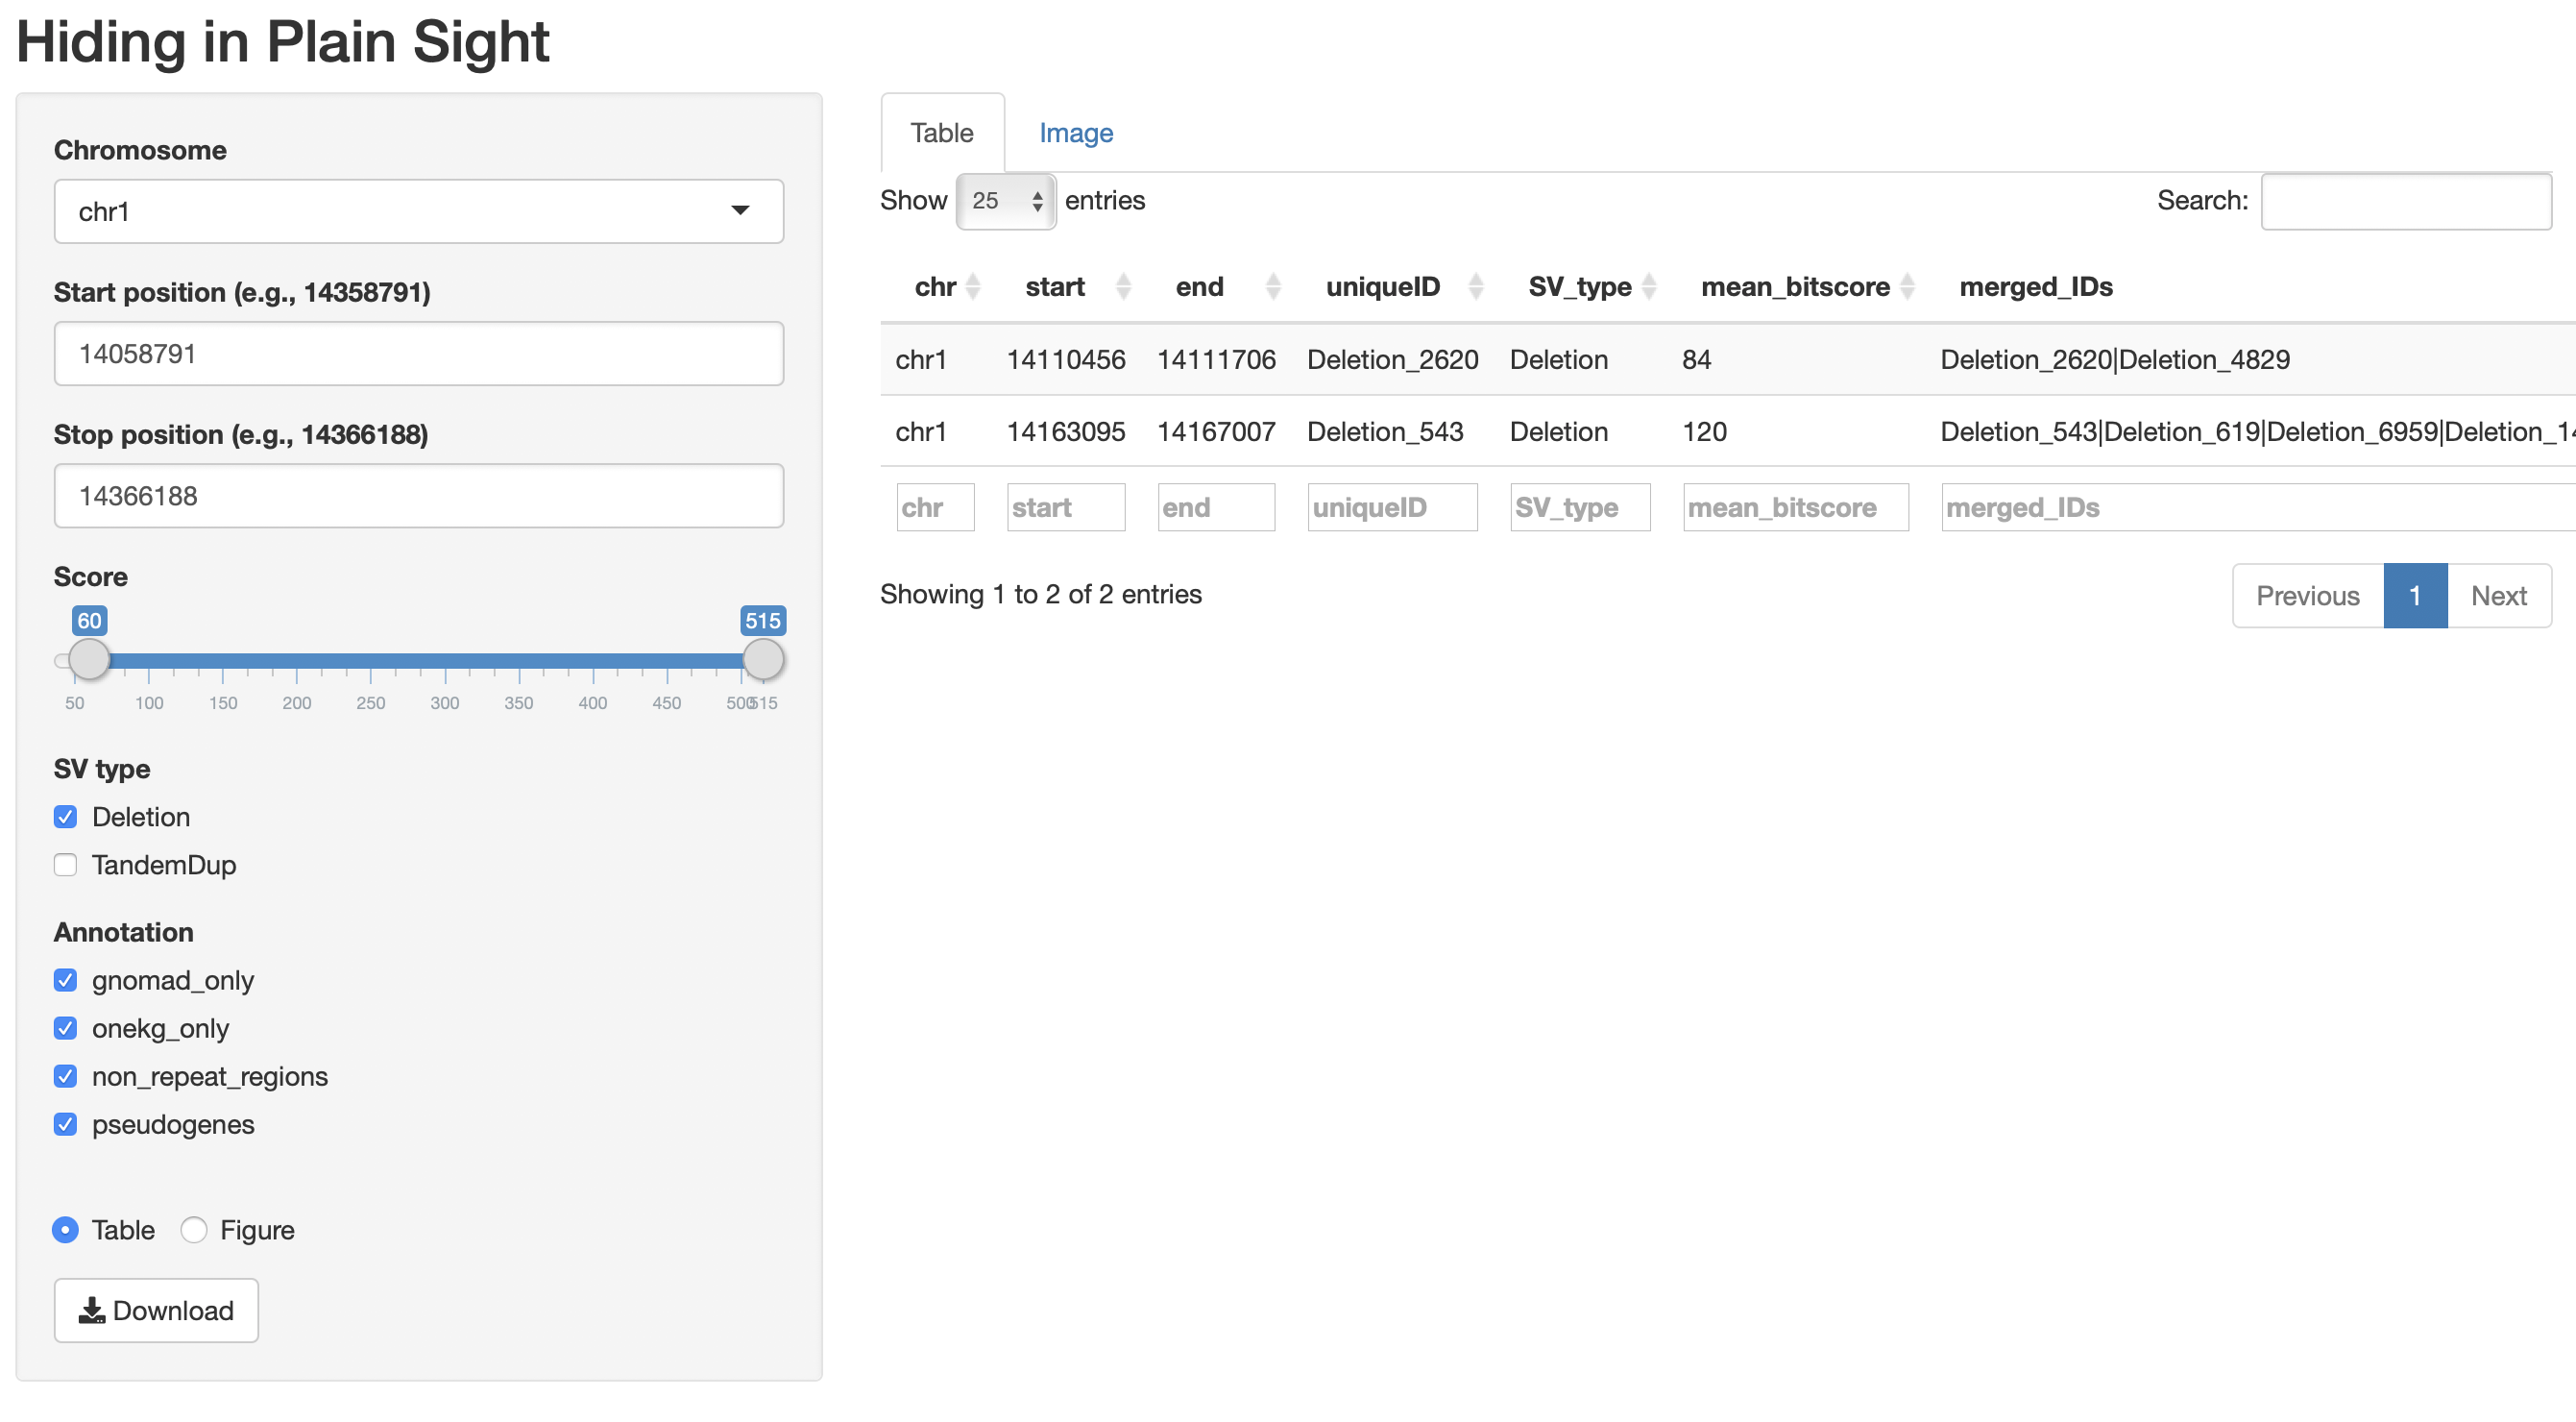 Hiding in Plain Sight
Chromosome
chr1
Start position (e.g., 14358791)
14058791
Stop position (e.g., 14366188)
14366188
Score
60 515
50 100 150 200 250 300 350 400 450 500 515
SV type
Deletion
TandemDup
Annotation
gnomad_only
onekg_only
non_repeat_regions
pseudogenes
Table Figure
Download
Table Image
Show 25 entries Search:
chr start end uniqueID SV_type mean_bitscore merged_IDs
chr1 14110456 14111706 Deletion_2620 Deletion 84 Deletion_2620|Deletion_4829
chr1 14163095 14167007 Deletion_543 Deletion 120 Deletion_543|Deletion_619|Deletion_6959|Deletion_14
chr start end uniqueID SV_type mean_bitscore merged_IDs
Showing 1 to 2 of 2 entries Previous 1 Next